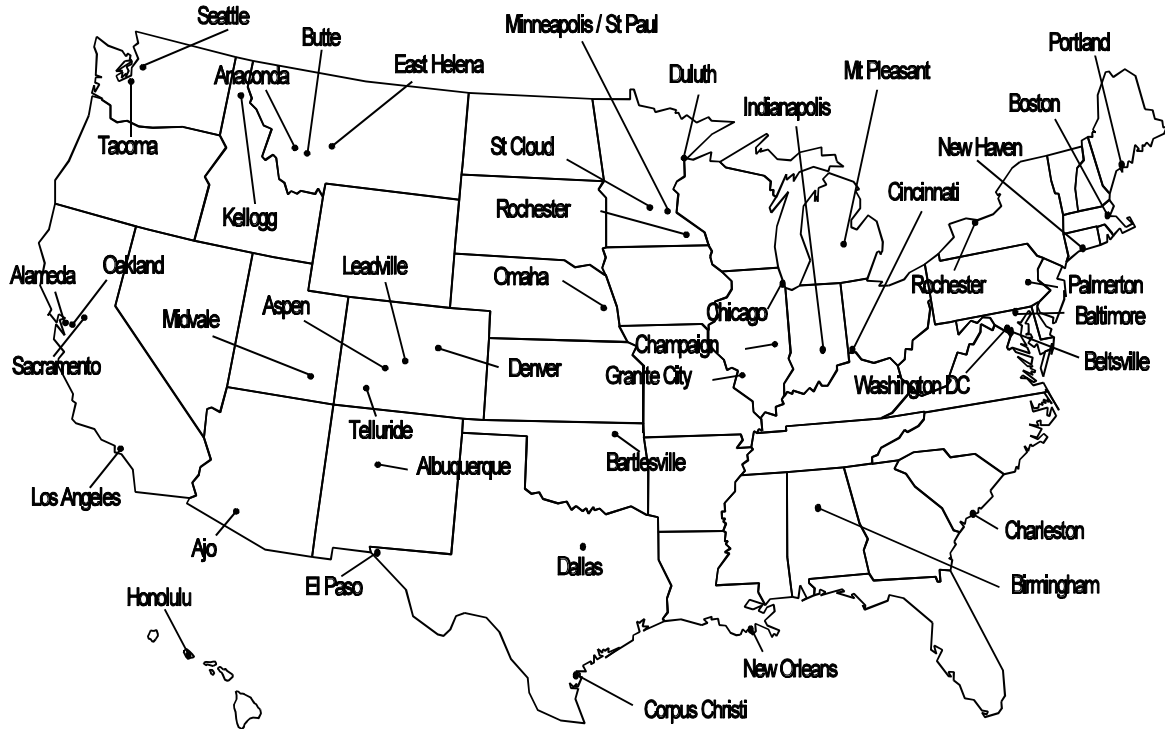 Seattle
Minneapolis / St Paul
Butte
Portland
East Helena
Anaconda
Duluth
Mt Pleasant
Indianapolis
Boston
Tacoma
St Cloud
New Haven
Cincinnati
Kellogg
Rochester
Oakland
Leadville
Alameda
Omaha
Rochester
Palmerton
Aspen
Chicago
Baltimore
Midvale
Champaign
Sacramento
Denver
Granite City
Washington DC
Beltsville
Telluride
Albuquerque
Bartlesville
Los Angeles
Charleston
Ajo
Dallas
El Paso
Birmingham
Honolulu
New Orleans
Corpus Christi